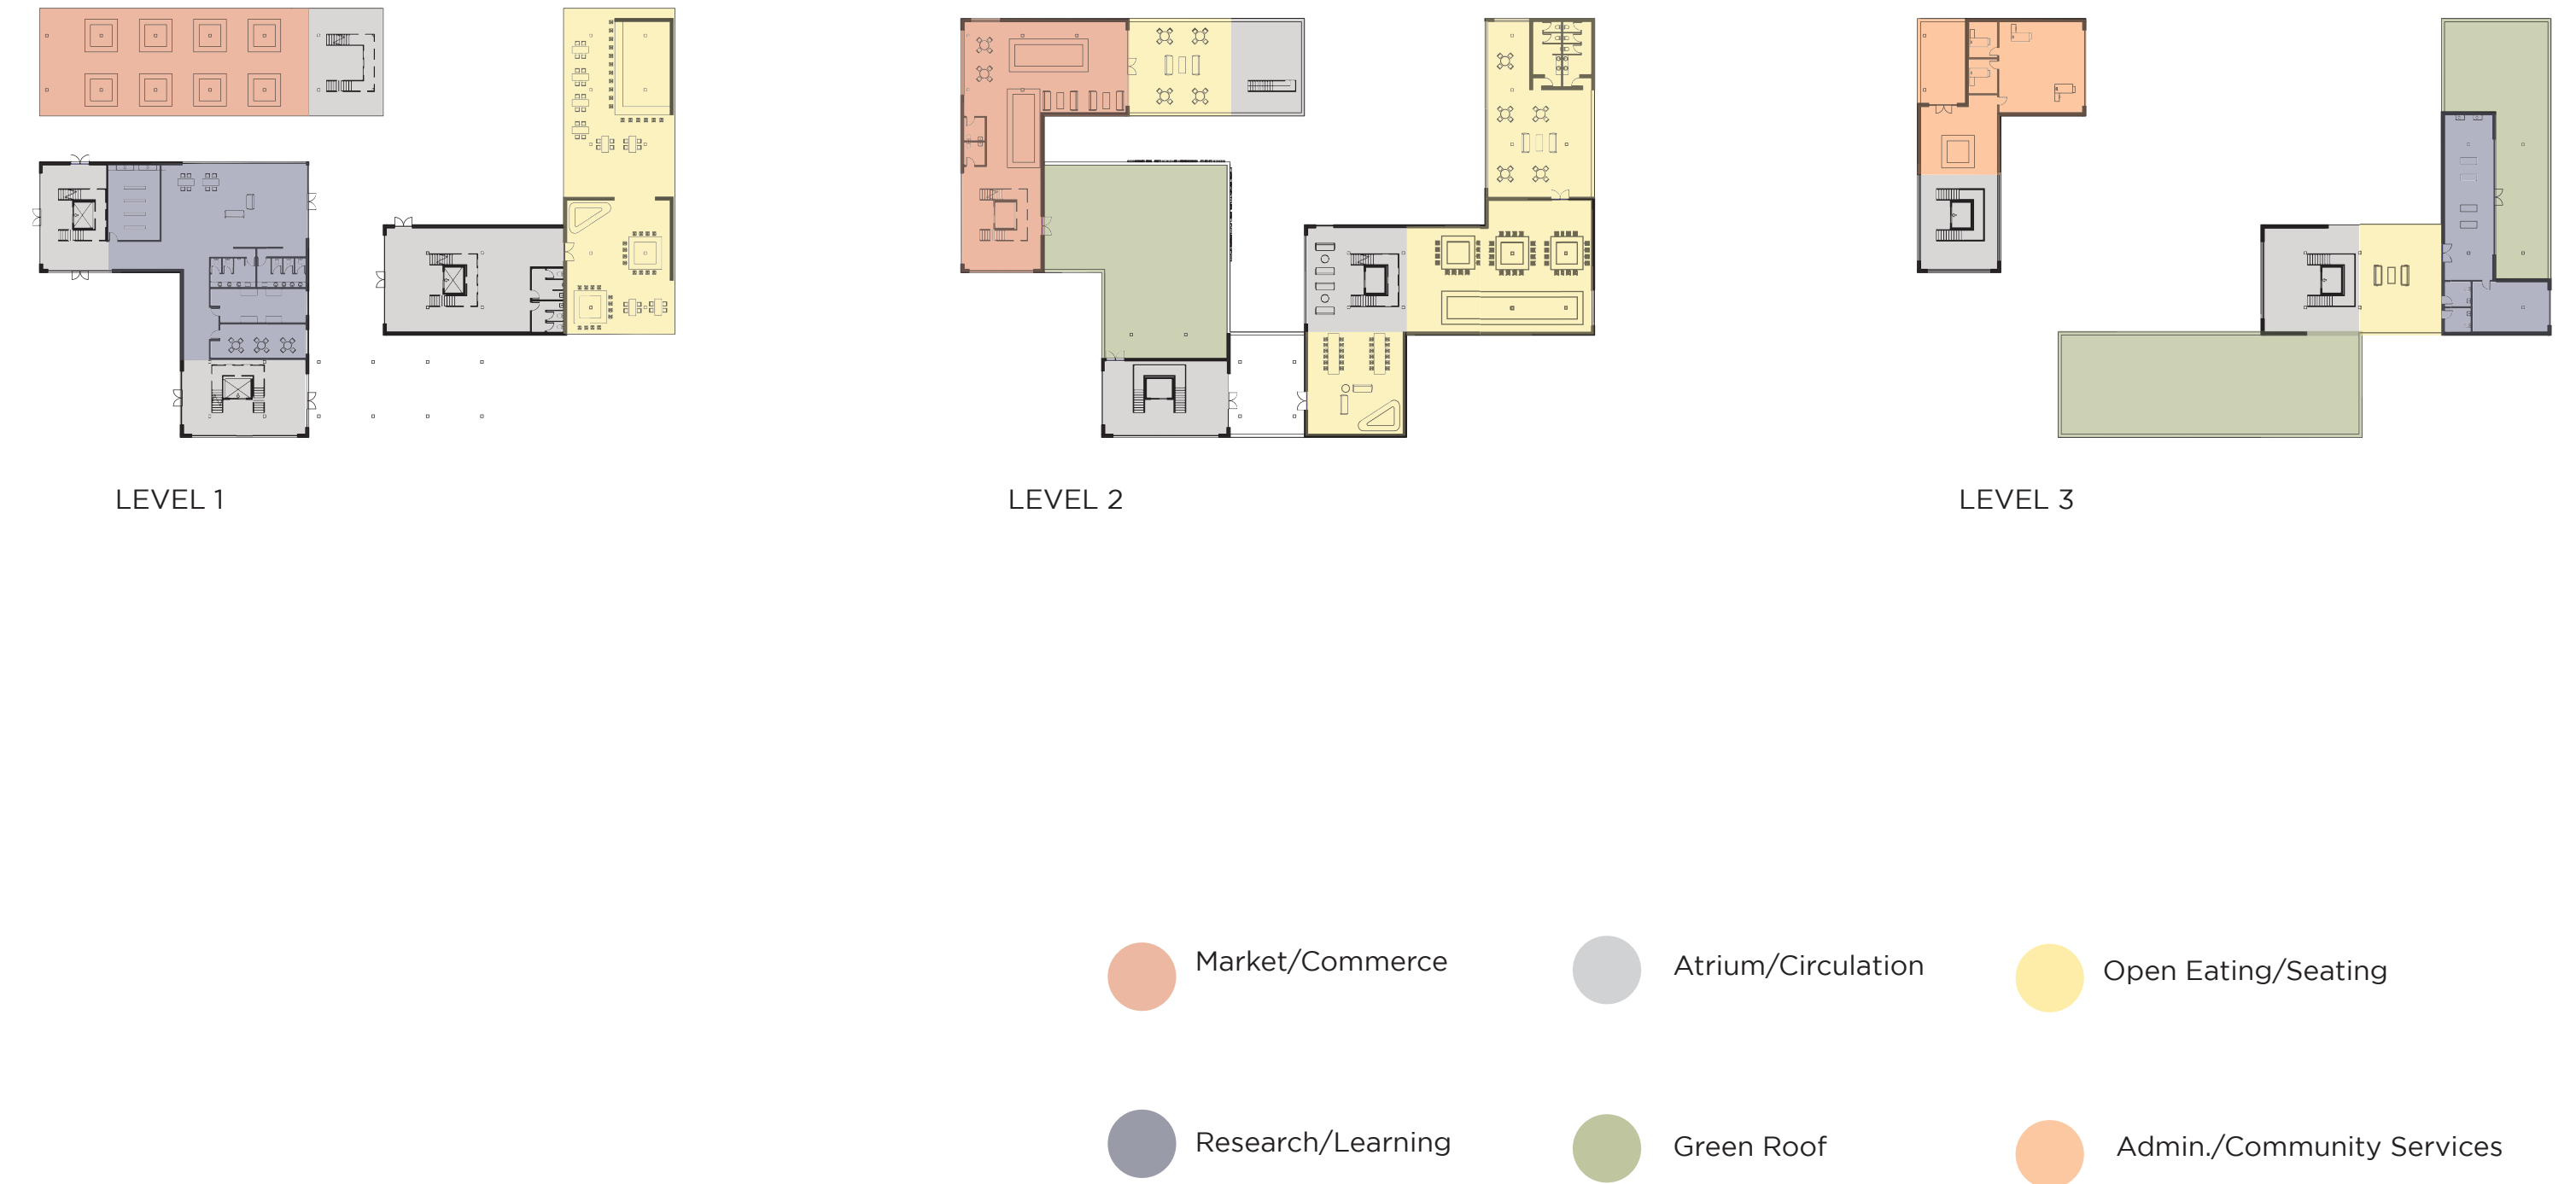 LEVEL 1
LEVEL 2
LEVEL 3
Market/Commerce
Atrium/Circulation
Open Eating/Seating
Research/Learning
Green Roof
Admin./Community Services